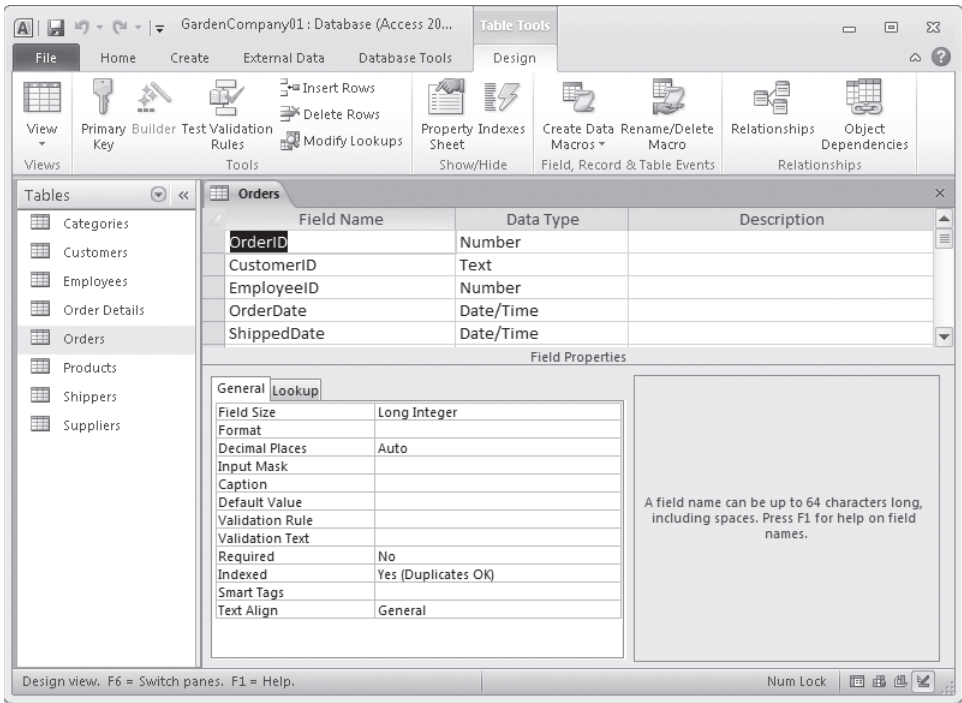 GardenCompany01 : Database (Access 20...
Table Tools
File Home Create External Data Database Tools Design
View
Primary Key
Builder
Test Validation Rules
Insert Rows
Delete Rows
Modify Lookups
Property Sheet
Indexes
Create Data Macros
Rename/Delete Macro
Relationships
Object Dependencies
Views Tools Show/Hide Field, Record & Table Events Relationships
Tables
Categories
Customers
Employees
Order Details
Orders
Products
Shippers
Suppliers
Orders
Field Name Data Type Description
OrderID Number
CustomerID Text
EmployeeID Number
OrderDate Date/Time
ShippedDate Date/Time
Field Properties
General Lookup
Field Size Long Integer
Format
Decimal Places Auto
Input Mask
Caption
Default Value
Validation Rule
Validation Text
Required No
Indexed Yes (Duplicates OK)
Smart Tags
Text Align General
A field name can be up to 64 characters long,
including spaces. Press F1 for help on field
names.
Design view. F6 = Switch panes. F1 = Help.
Num Lock